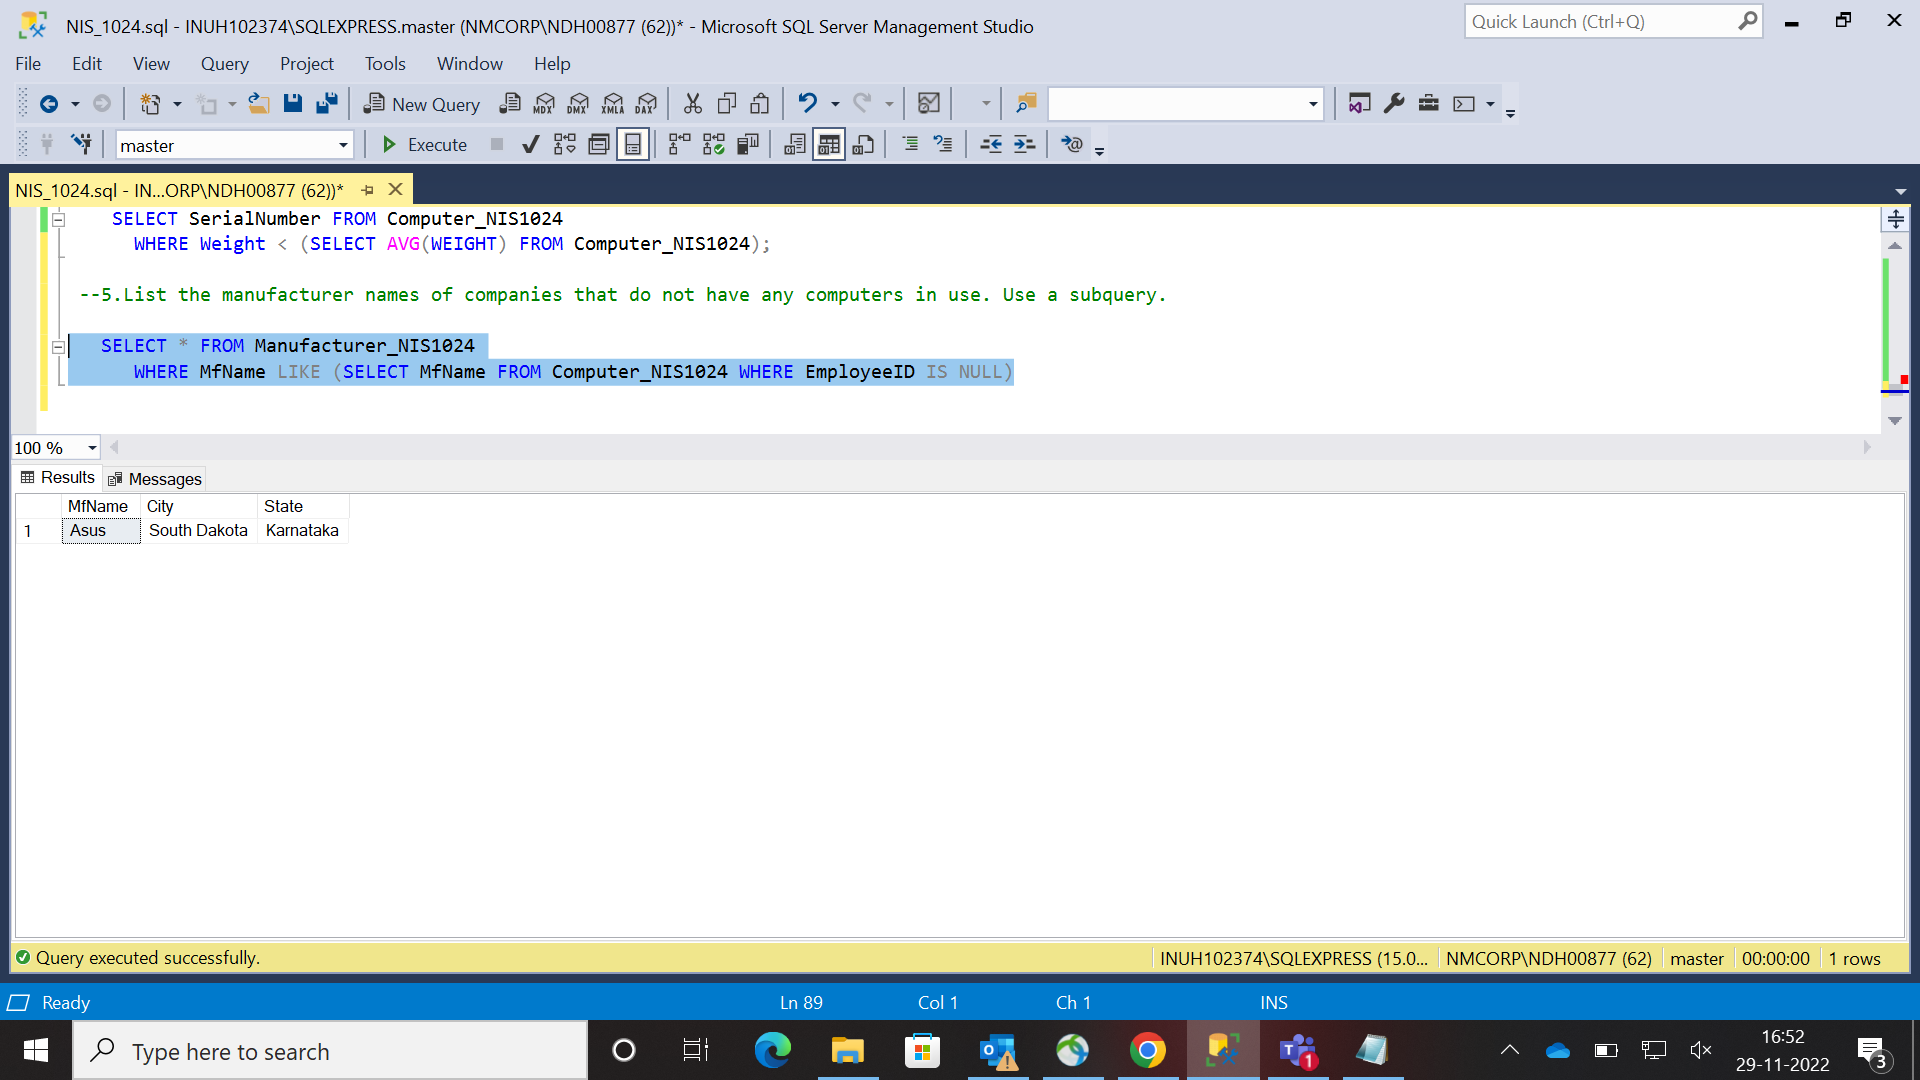 NIS_1024.sql - INUH102374\SQLEXPRESS.master (NMCORP\NDH00877 (62))* - Microsoft SQL Server Management Studio
Quick Launch (Ctrl+Q)
File Edit View Query Project Tools Window Help
New Query MDX DMX XMLA DAX
master Execute
NIS_1024.sql - IN...ORP\NDH00877 (62))*
SELECT SerialNumber FROM Computer_NIS1024
WHERE Weight < (SELECT AVG(WEIGHT) FROM Computer_NIS1024);
--5.List the manufacturer names of companies that do not have any computers in use. Use a subquery.
SELECT * FROM Manufacturer_NIS1024
WHERE MfName LIKE (SELECT MfName FROM Computer_NIS1024 WHERE EmployeeID IS NULL)
100 %
Results Messages
MfName City State
1 Asus South Dakota Karnataka
Query executed successfully.
INUH102374\SQLEXPRESS (15.0... NMCORP\NDH00877 (62) master 00:00:00 1 rows
Ready Ln 89 Col 1 Ch 1 INS
Type here to search
1
16:52
29-11-2022
3